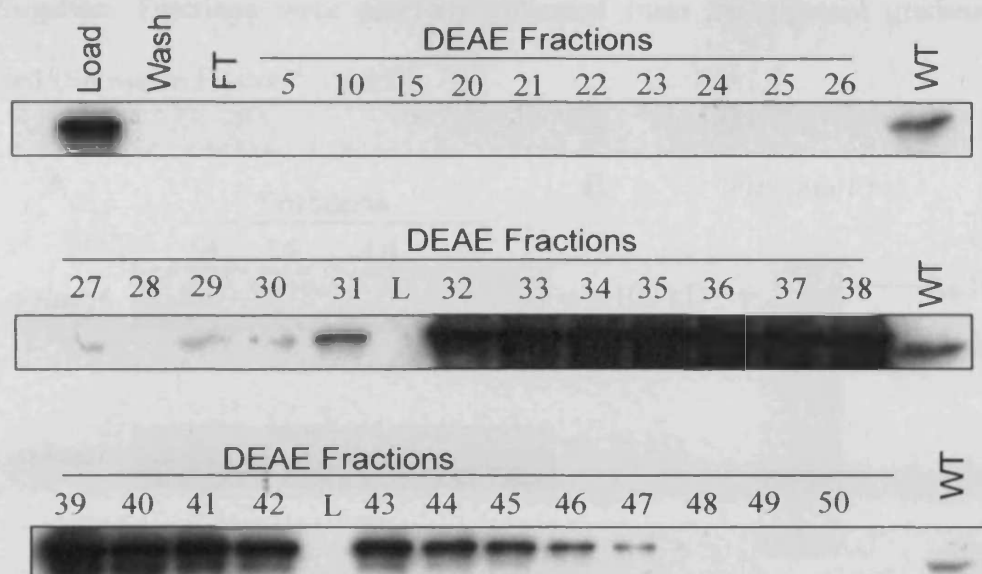 DEAE Fractions
Load Wash FT 5 10 15 20 21 22 23 24 25 26 WT
DEAE Fractions
27 28 29 30 31 L 32 33 34 35 36 37 38 WT
DEAE Fractions
39 40 41 42 L 43 44 45 46 47 48 49 50 WT